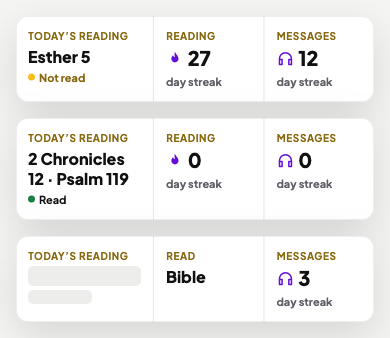 TODAY’S READING
Esther 5
Not read
READING
27
day streak
MESSAGES
12
day streak
TODAY’S READING
2 Chronicles
12 · Psalm 119
Read
READING
0
day streak
MESSAGES
0
day streak
TODAY’S READING
READ
Bible
MESSAGES
3
day streak